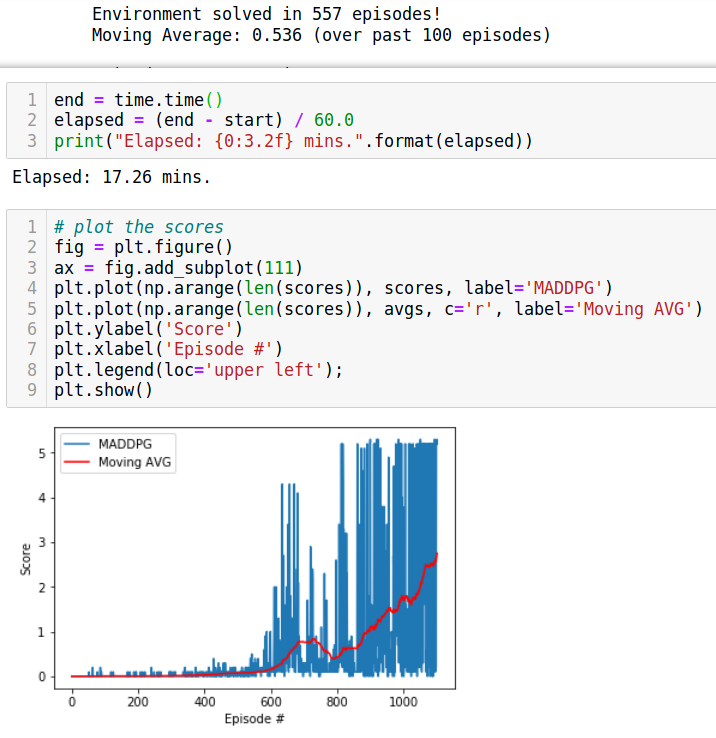 Environment solved in 557 episodes!
Moving Average: 0.536 (over past 100 episodes)
1 end = time.time()
2 elapsed = (end - start) / 60.0
3 print("Elapsed: {0:3.2f} mins.".format(elapsed))
Elapsed: 17.26 mins.
1 # plot the scores
2 fig = plt.figure()
3 ax = fig.add_subplot(111)
4 plt.plot(np.arange(len(scores)), scores, label='MADDPG')
5 plt.plot(np.arange(len(scores)), avgs, c='r', label='Moving AVG')
6 plt.ylabel('Score')
7 plt.xlabel('Episode #')
8 plt.legend(loc='upper left');
9 plt.show()
MADDPG
Moving AVG
5
4
3
2
1
0
Score
0 200 400 600 800 1000
Episode #